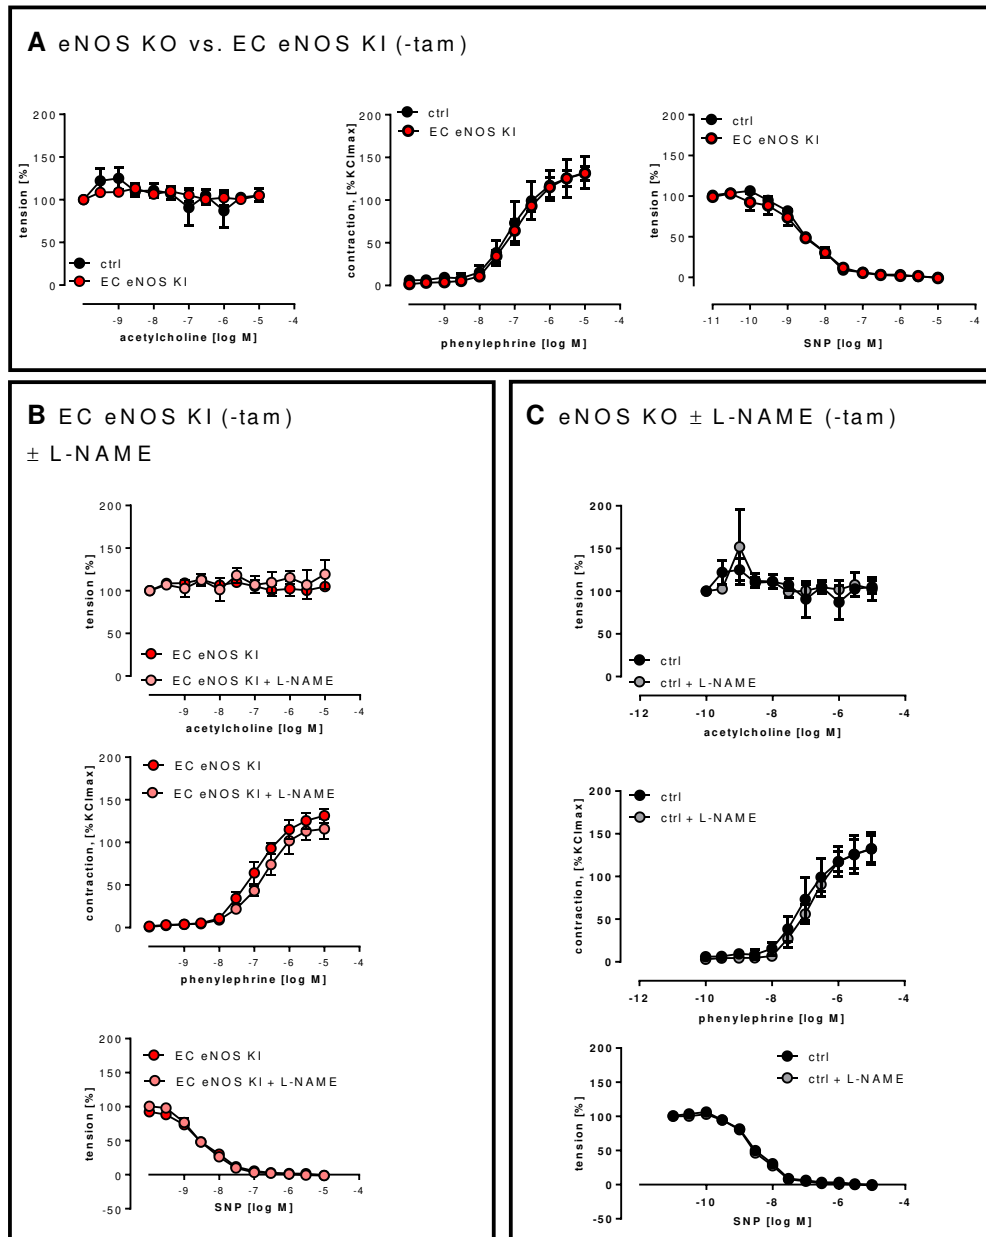 A eNOS KO vs. EC eNOS KI (-tam)
200
150
100
50
0
tension [%]
ctrl
EC eNOS KI
-9 -8 -7 -6 -5 -4
acetylcholine [log M]
200
150
100
50
0
contraction, [%KClmax]
ctrl
EC eNOS KI
-10 -9 -8 -7 -6 -5 -4
phenylephrine [log M]
200
150
100
50
0
tension [%]
ctrl
EC eNOS KI
-11 -10 -9 -8 -7 -6 -5 -4
SNP [log M]
B EC eNOS KI (-tam)
± L-NAME
200
150
100
50
0
tension [%]
EC eNOS KI
EC eNOS KI + L-NAME
-9 -8 -7 -6 -5 -4
acetylcholine [log M]
200
150
100
50
0
contraction, [%KClmax]
EC eNOS KI
EC eNOS KI + L-NAME
-9 -8 -7 -6 -5 -4
phenylephrine [log M]
200
150
100
50
0
-50
tension [%]
EC eNOS KI
EC eNOS KI + L-NAME
-9 -8 -7 -6 -5 -4
SNP [log M]
C eNOS KO ± L-NAME (-tam)
200
150
100
50
0
tension [%]
ctrl
ctrl + L-NAME
-12 -10 -8 -6 -4
acetylcholine [log M]
200
150
100
50
0
contraction, [%KClmax]
ctrl
ctrl + L-NAME
-12 -10 -8 -6 -4
phenylephrine [log M]
200
150
100
50
0
-50
tension [%]
ctrl
ctrl + L-NAME
-10 -8 -6 -4
SNP [log M]